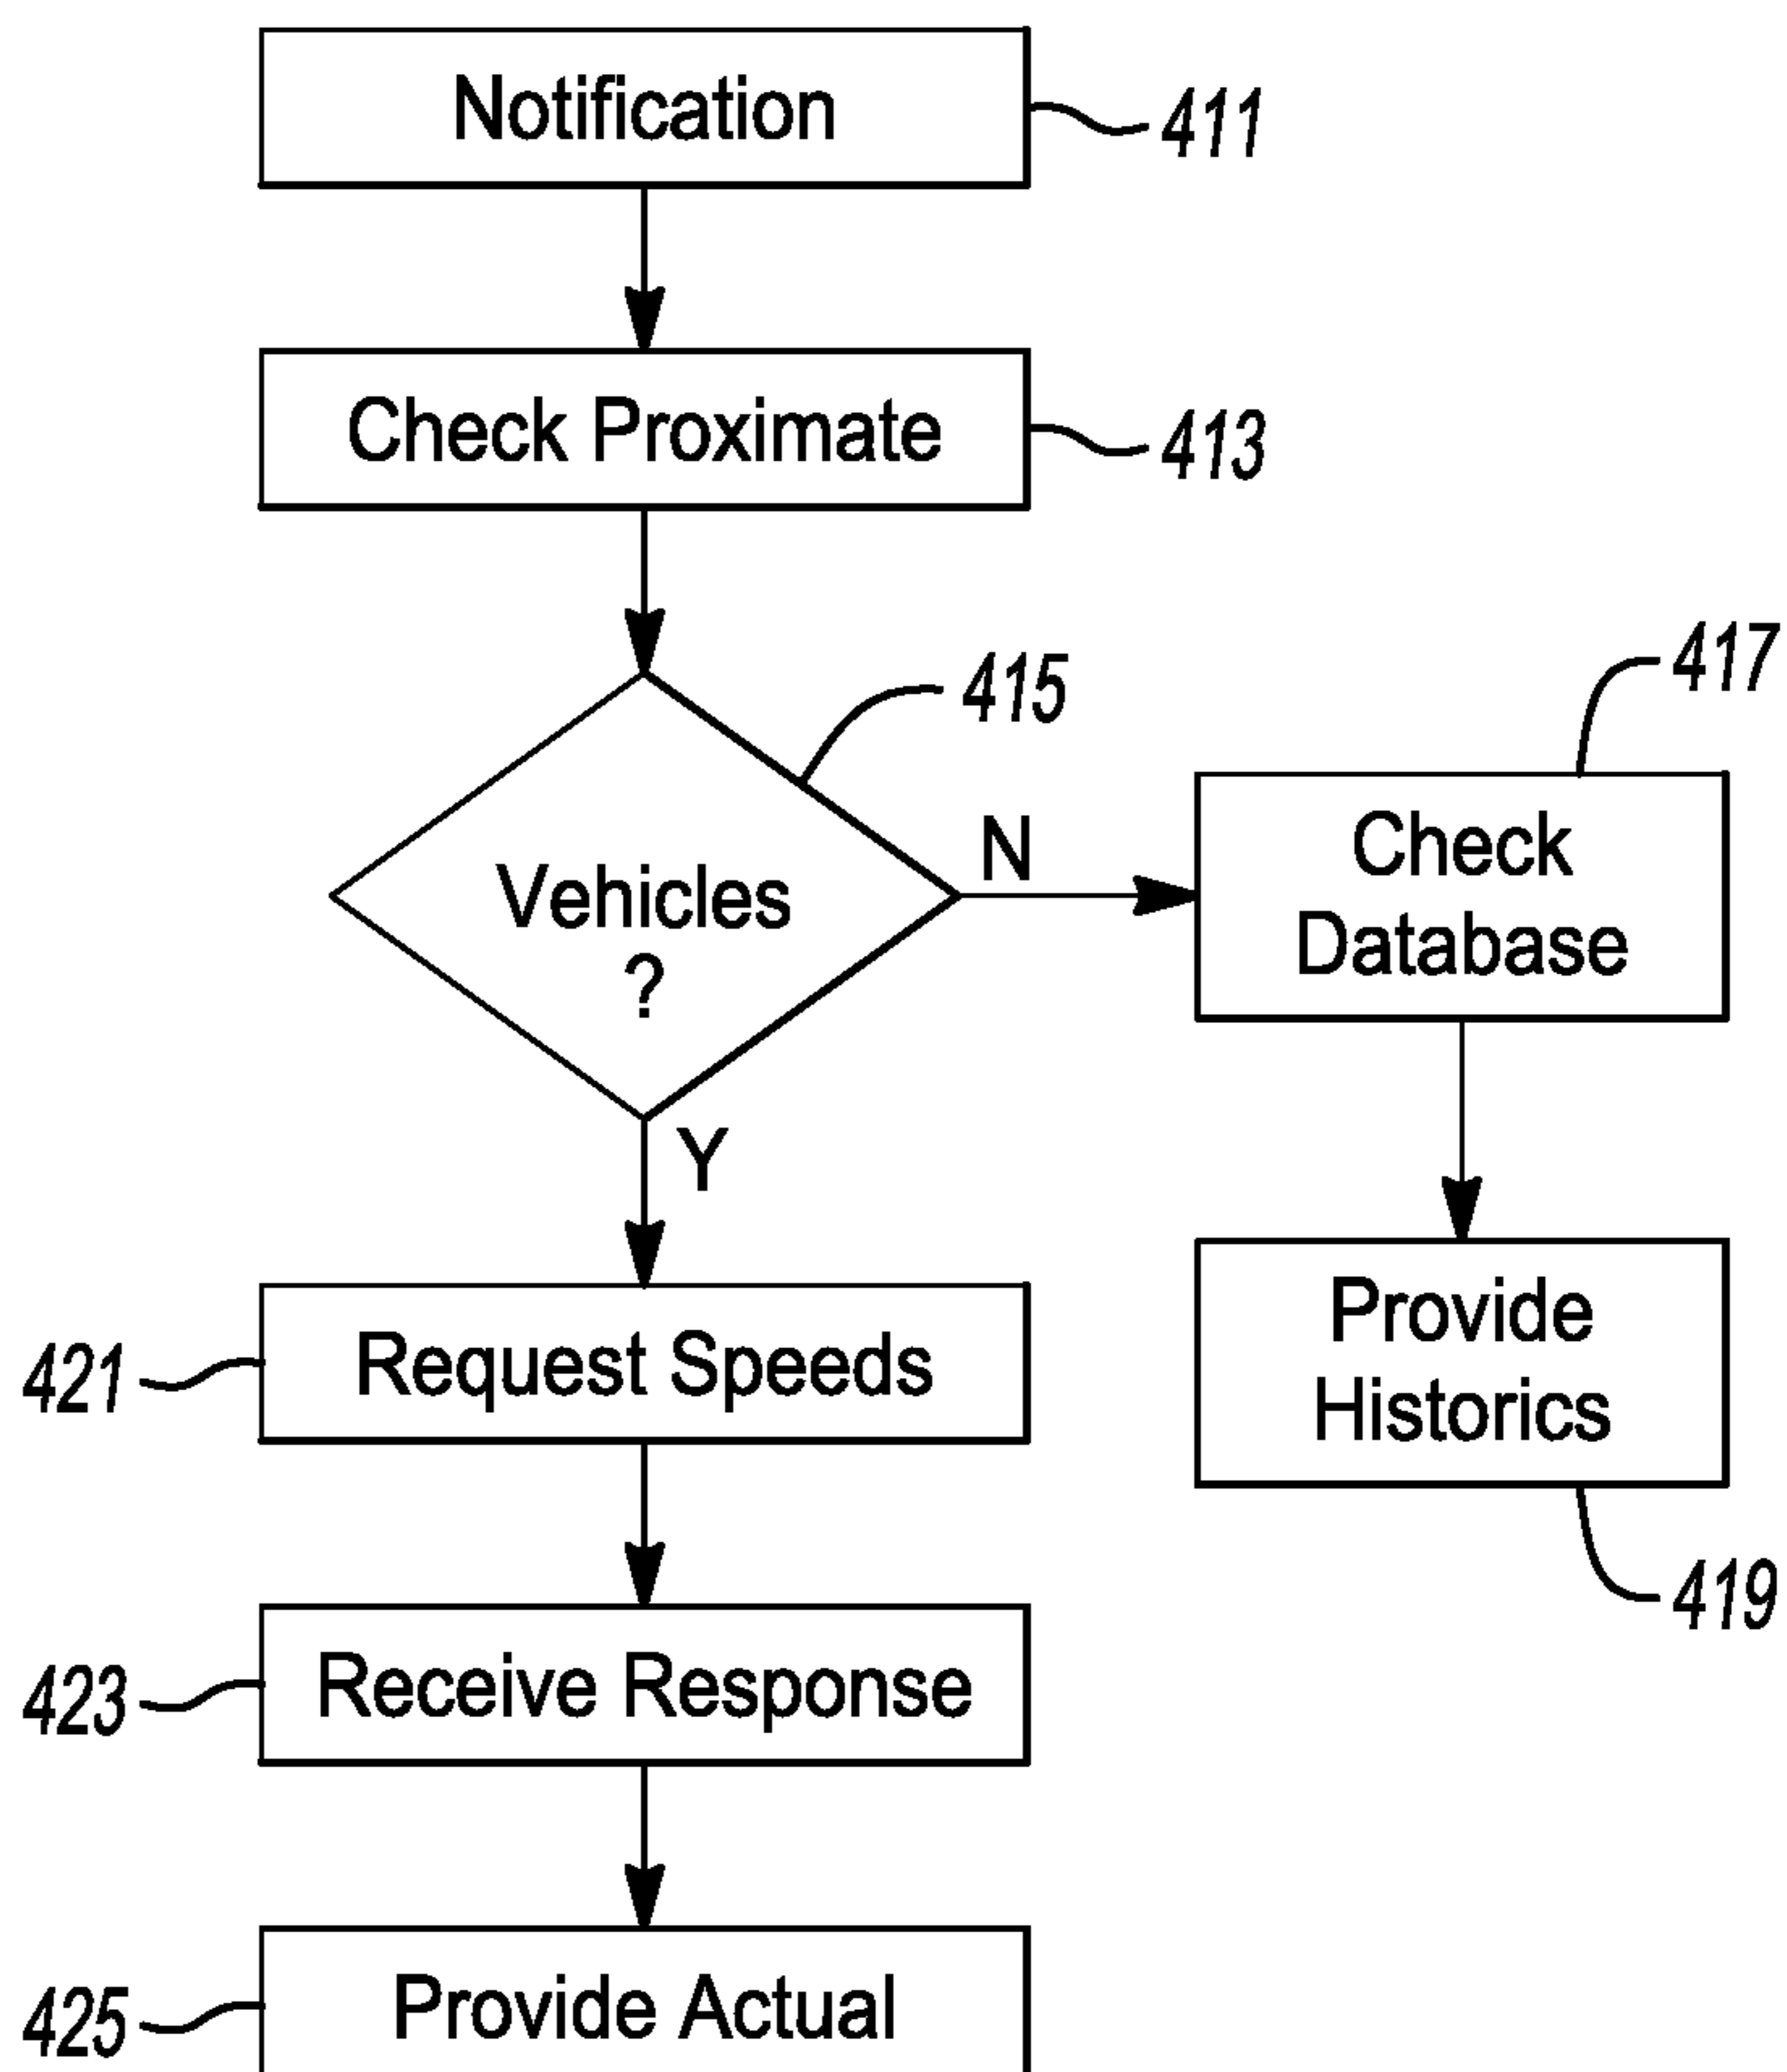 Notification
411
Check Proximate
413
415
Vehicles
?
N
417
Check
Database
Y
Provide
Historics
419
421
Request Speeds
423
Receive Response
425
Provide Actual